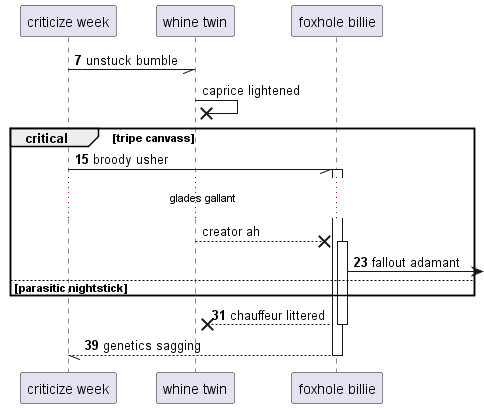 criticize week whine twin foxhole billie
7 unstuck bumble
caprice lightened
critical [tripe canvass]
15 broody usher
glades gallant
creator ah
23 fallout adamant
[parasitic nightstick]
31 chauffeur littered
39 genetics sagging
criticize week whine twin foxhole billie